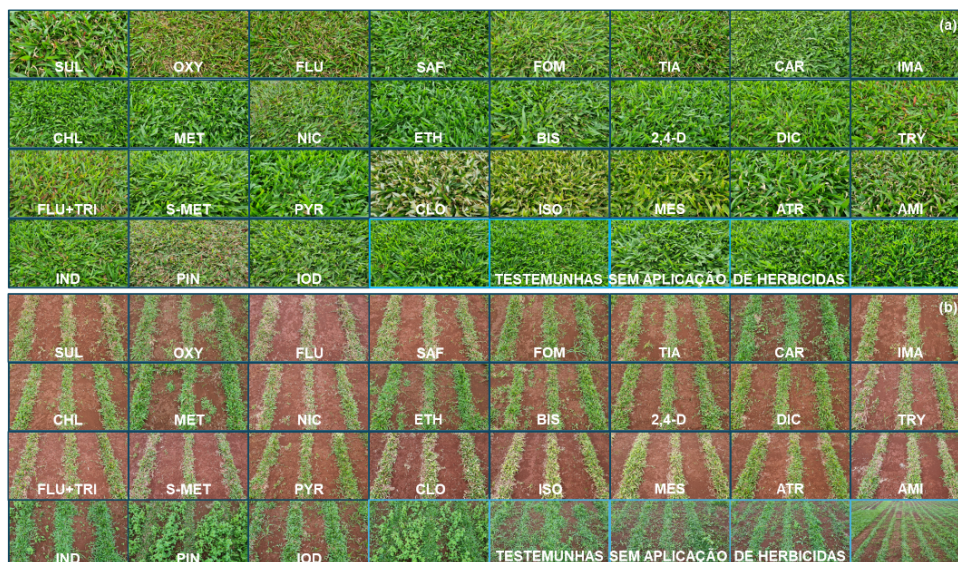 (a)
SUL OXY FLU SAF FOM TIA CAR IMA
CHL MET NIC ETH BIS 2,4-D DIC TRY
FLU+TRI S-MET PYR CLO ISO MES ATR AMI
IND PIN IOD TESTEMUNHAS SEM APLICAÇÃO DE HERBICIDAS
(b)
SUL OXY FLU SAF FOM TIA CAR IMA
CHL MET NIC ETH BIS 2,4-D DIC TRY
FLU+TRI S-MET PYR CLO ISO MES ATR AMI
IND PIN IOD TESTEMUNHAS SEM APLICAÇÃO DE HERBICIDAS